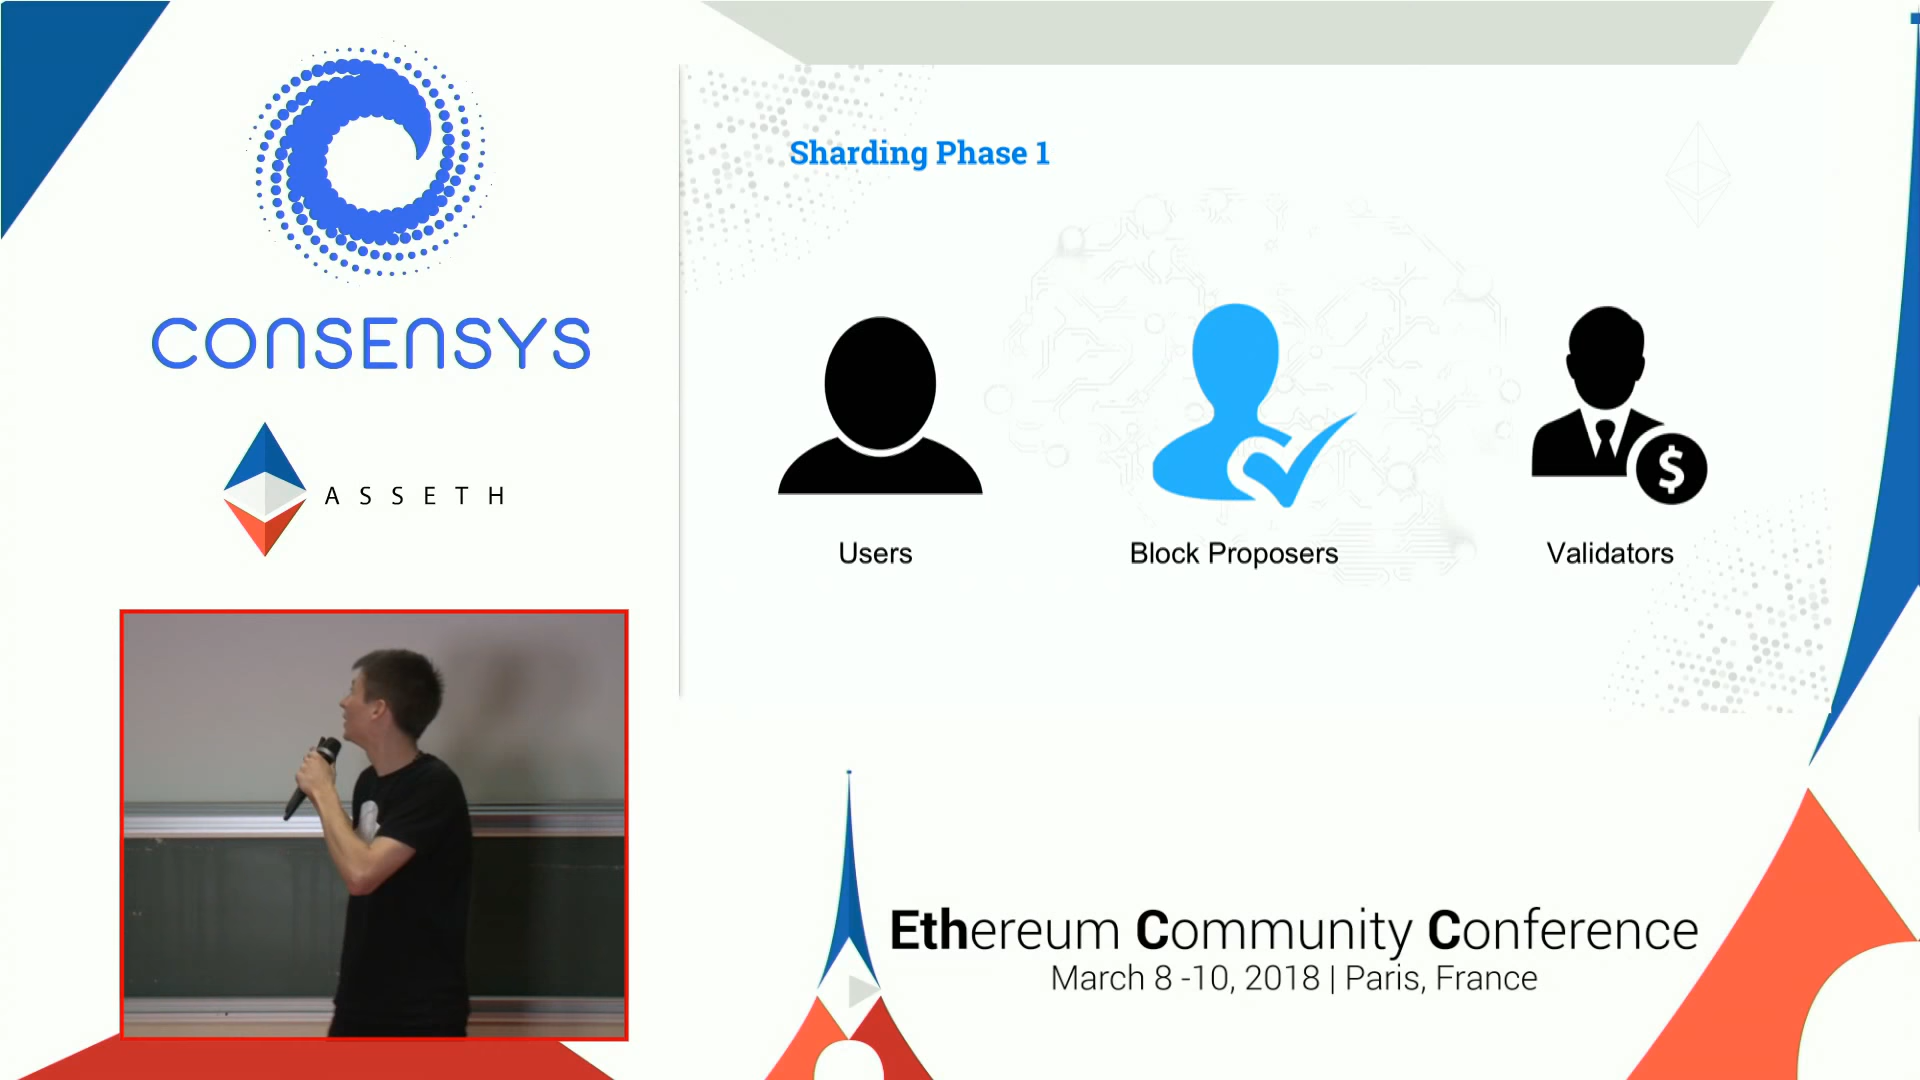 CONSENSYS
ASSETH
Sharding Phase 1
Users
Block Proposers
Validators
$
Ethereum Community Conference
March 8 -10, 2018 | Paris, France